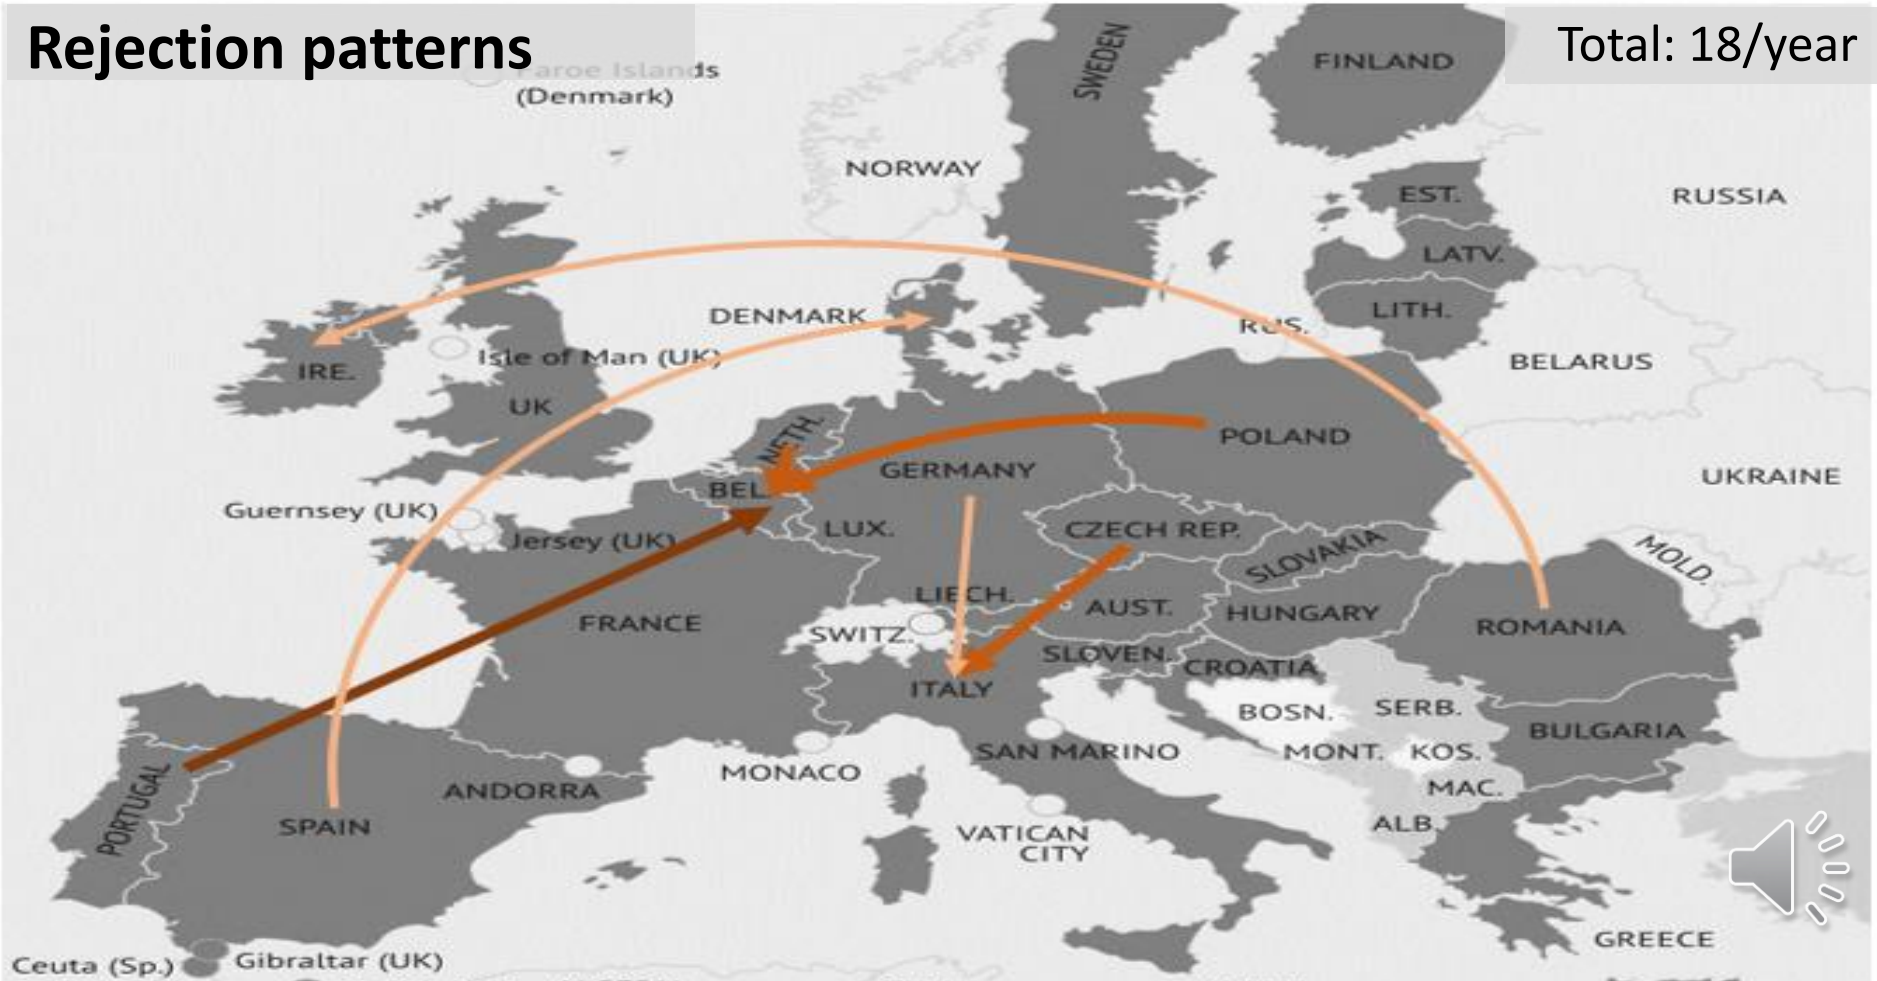 Rejection patterns
Total: 18/year
Faroe Islands
(Denmark)
SWEDEN
FINLAND
NORWAY
RUSSIA
EST.
LATV.
LITH.
DENMARK
RUS.
Isle of Man (UK)
IRE.
BELARUS
UK
NETH.
POLAND
GERMANY
UKRAINE
BEL.
Guernsey (UK)
Jersey (UK)
LUX.
CZECH REP.
SLOVAKIA
MOLD.
LIECH.
AUST.
HUNGARY
FRANCE
SWITZ.
ROMANIA
SLOVEN.
CROATIA
ITALY
BOSN.
SERB.
BULGARIA
SAN MARINO
MONT.
KOS.
MONACO
ANDORRA
MAC.
PORTUGAL
SPAIN
ALB.
VATICAN
CITY
GREECE
Ceuta (Sp.)
Gibraltar (UK)